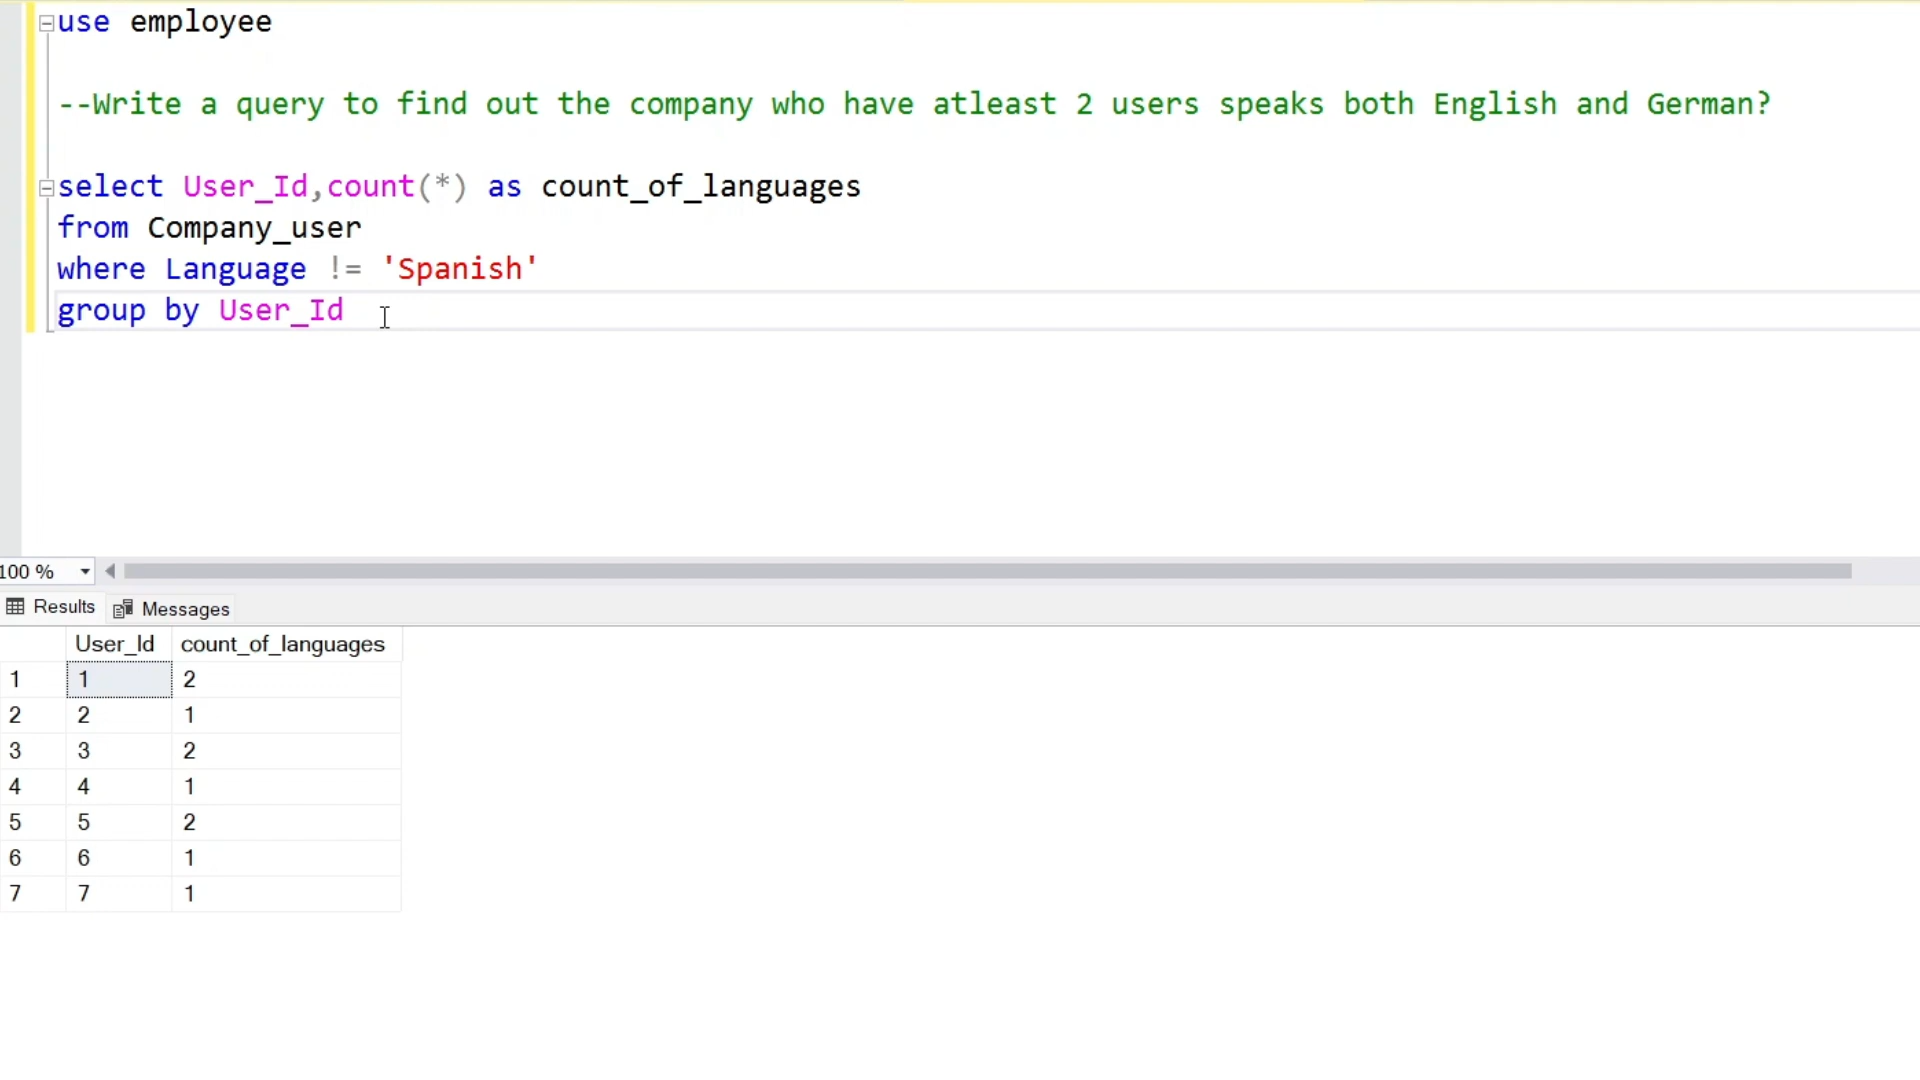 use employee
--Write a query to find out the company who have atleast 2 users speaks both English and German?
select User_Id,count(*) as count_of_languages
from Company_user
where Language != 'Spanish'
group by User_Id
100 %
Results Messages
User_Id count_of_languages
1 1 2
2 2 1
3 3 2
4 4 1
5 5 2
6 6 1
7 7 1